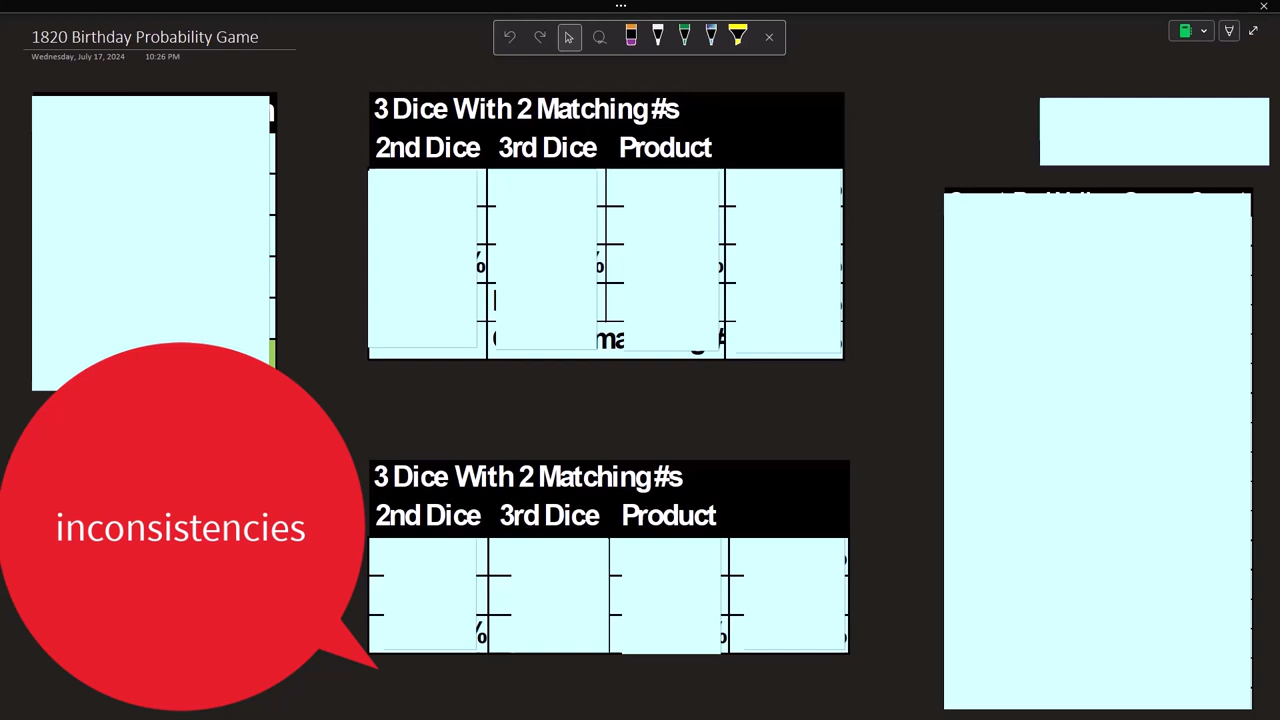 1820 Birthday Probability Game
Wednesday, July 17, 2024 10:26 PM
3 Dice With 2 Matching #s
2nd Dice 3rd Dice Product
%
%
3 Dice With 2 Matching #s
2nd Dice 3rd Dice Product
%
%
inconsistencies